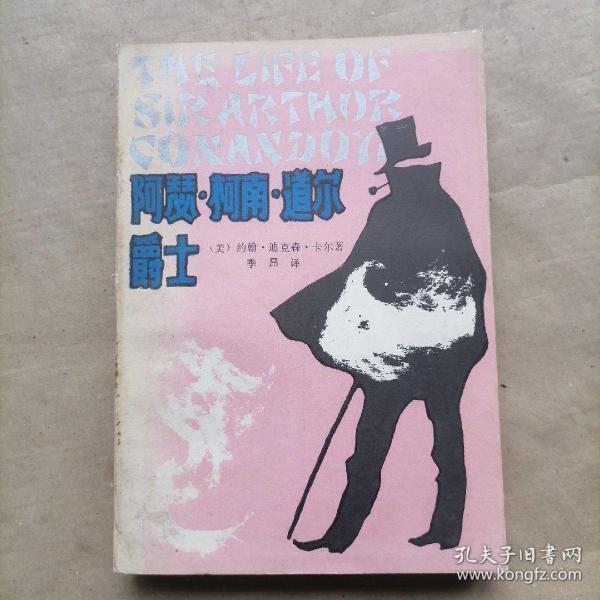 THE LIFE OF
SIR ARTHUR
CONANDOYL
阿瑟·柯南·道尔
爵士
(美)约翰·迪克森·卡尔著
季昂译
孔夫子旧书网
www.kongfz.com